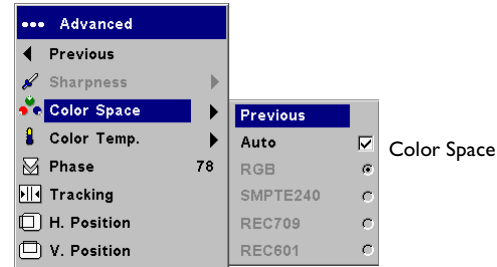 Advanced
Previous
Sharpness
Color Space
Color Temp.
Phase 78
Tracking
H. Position
V. Position
Previous
Auto
RGB
SMPTE240
REC709
REC601
Color Space